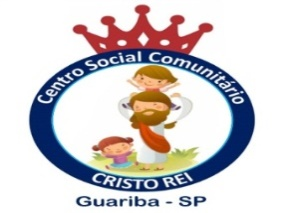 Centro Social Comunitário
CRISTO REI
Guariba - SP